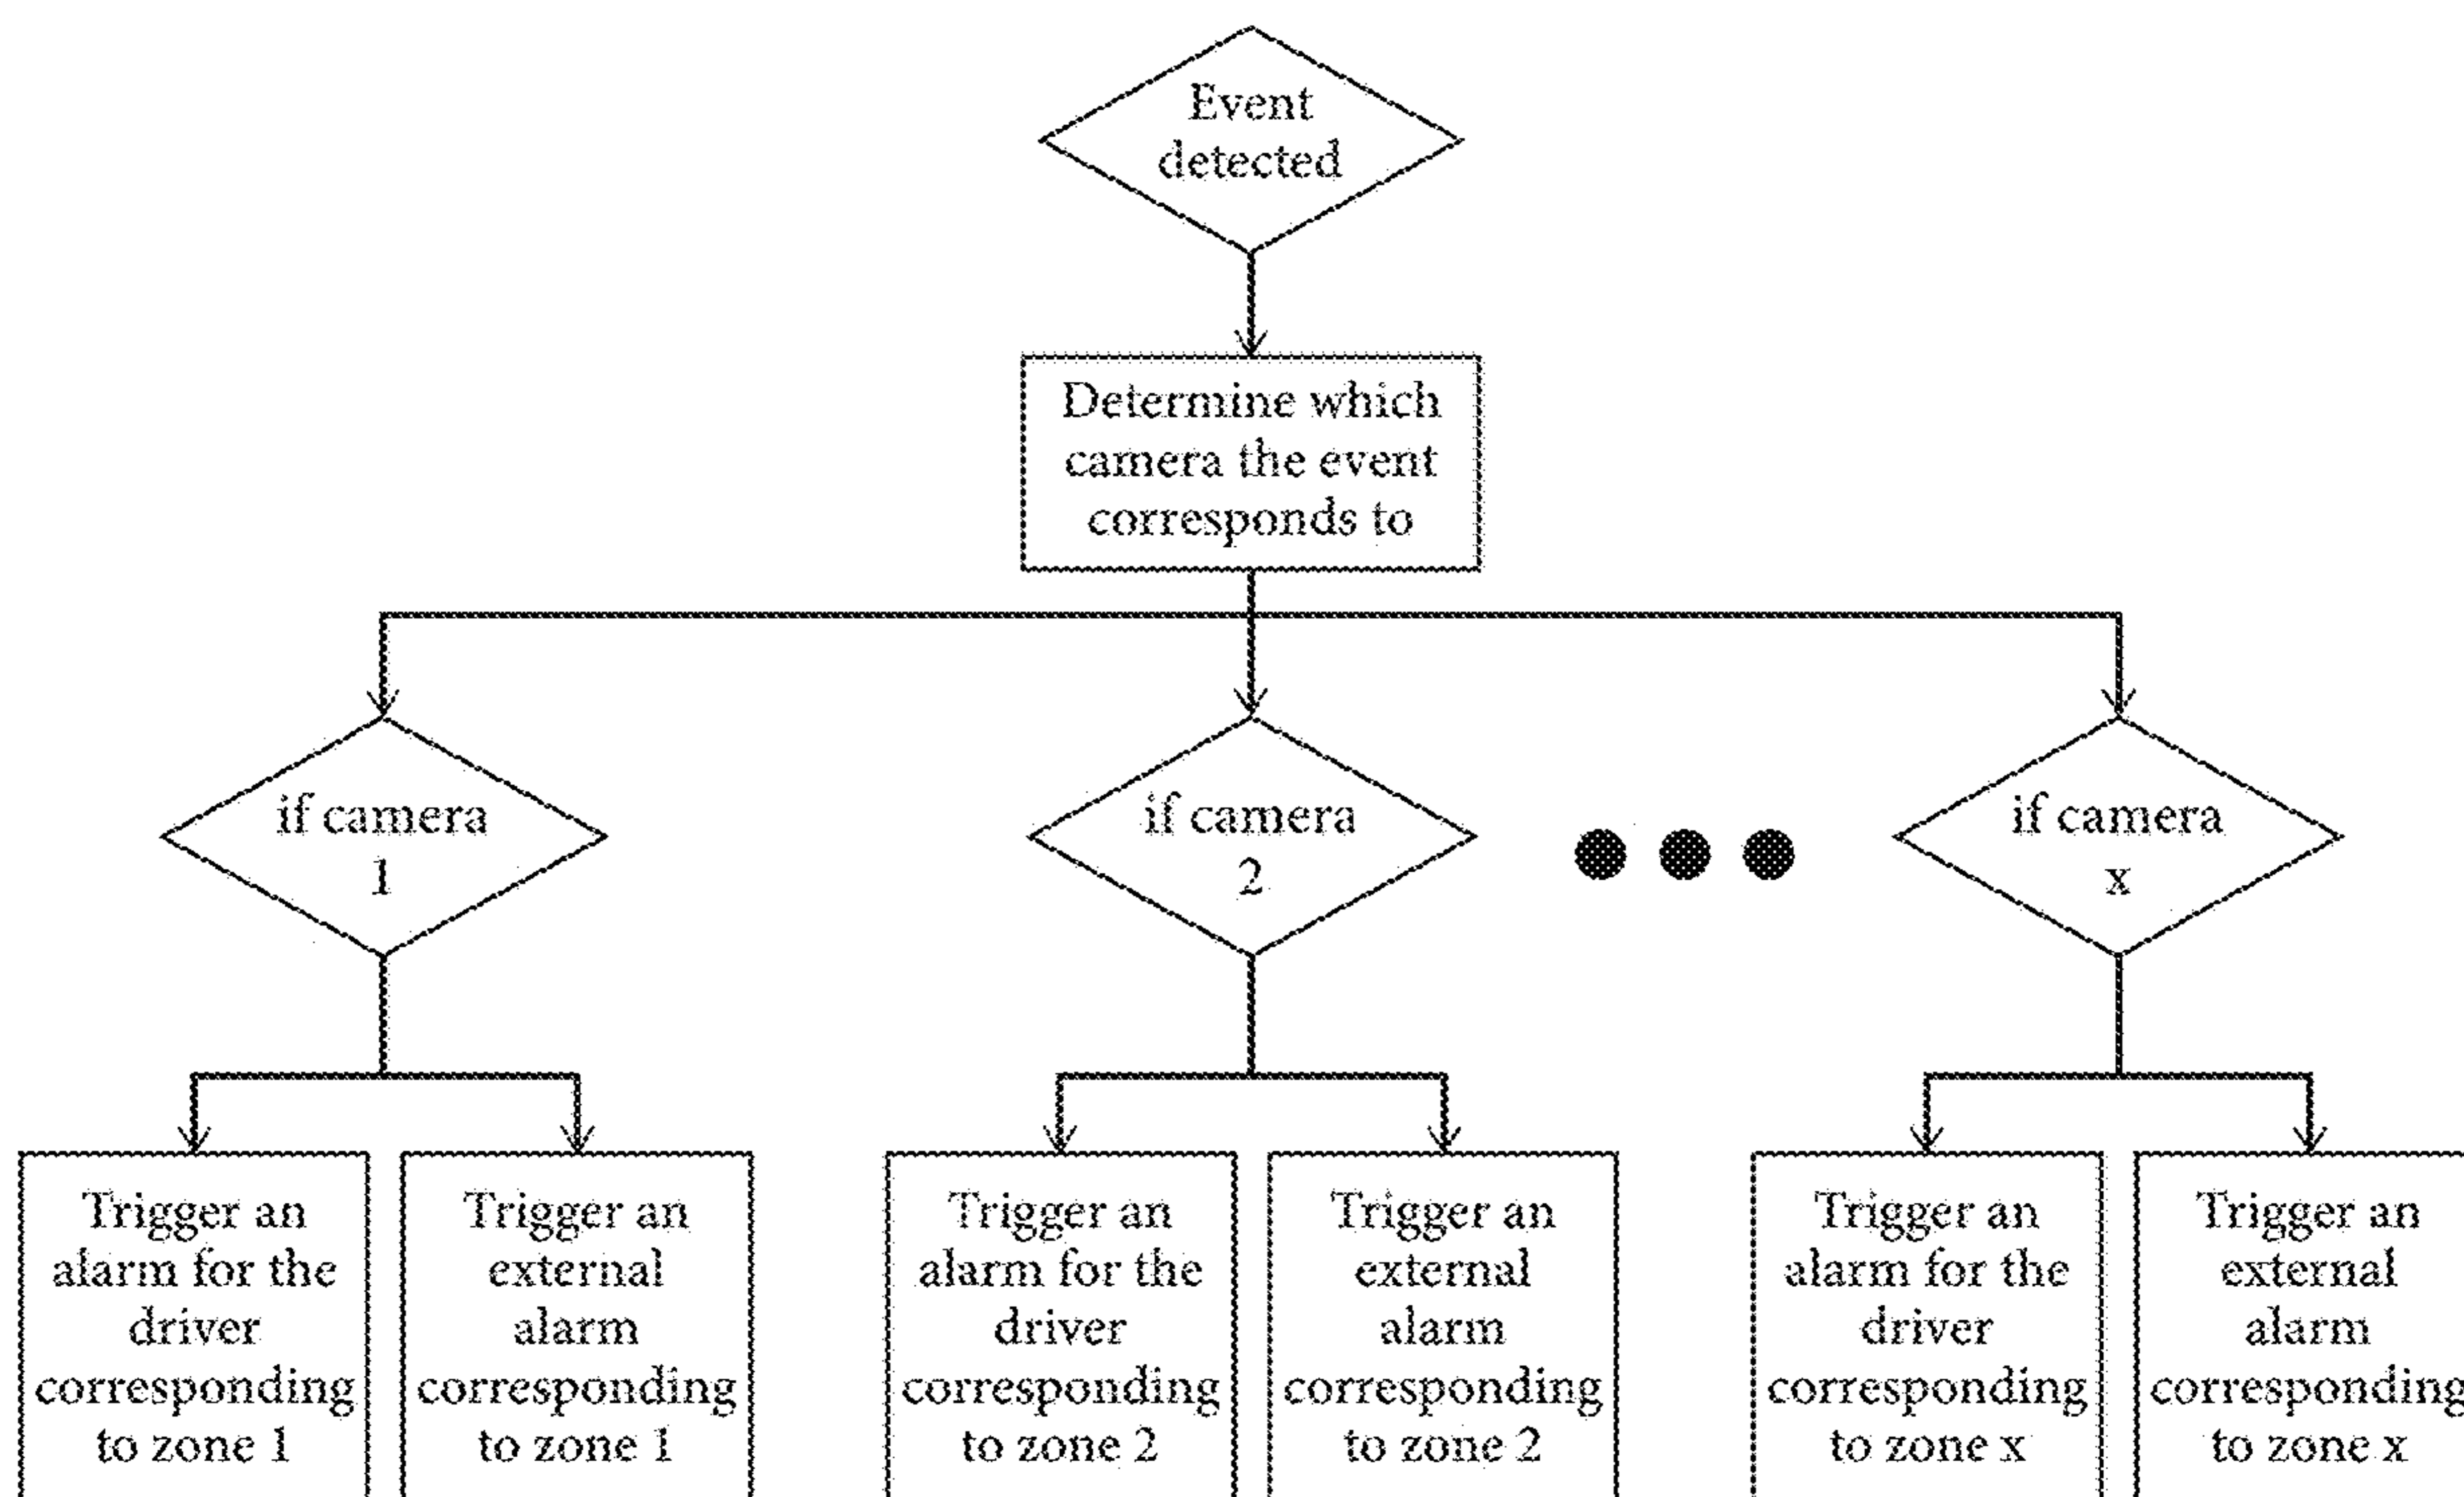 Event
detected
Determine which
camera the event
corresponds to
if camera
1
if camera
2
if camera
x
Trigger an
alarm for the
driver
corresponding
to zone 1
Trigger an
external
alarm
corresponding
to zone 1
Trigger an
alarm for the
driver
corresponding
to zone 2
Trigger an
external
alarm
corresponding
to zone 2
Trigger an
alarm for the
driver
corresponding
to zone x
Trigger an
external
alarm
corresponding
to zone x